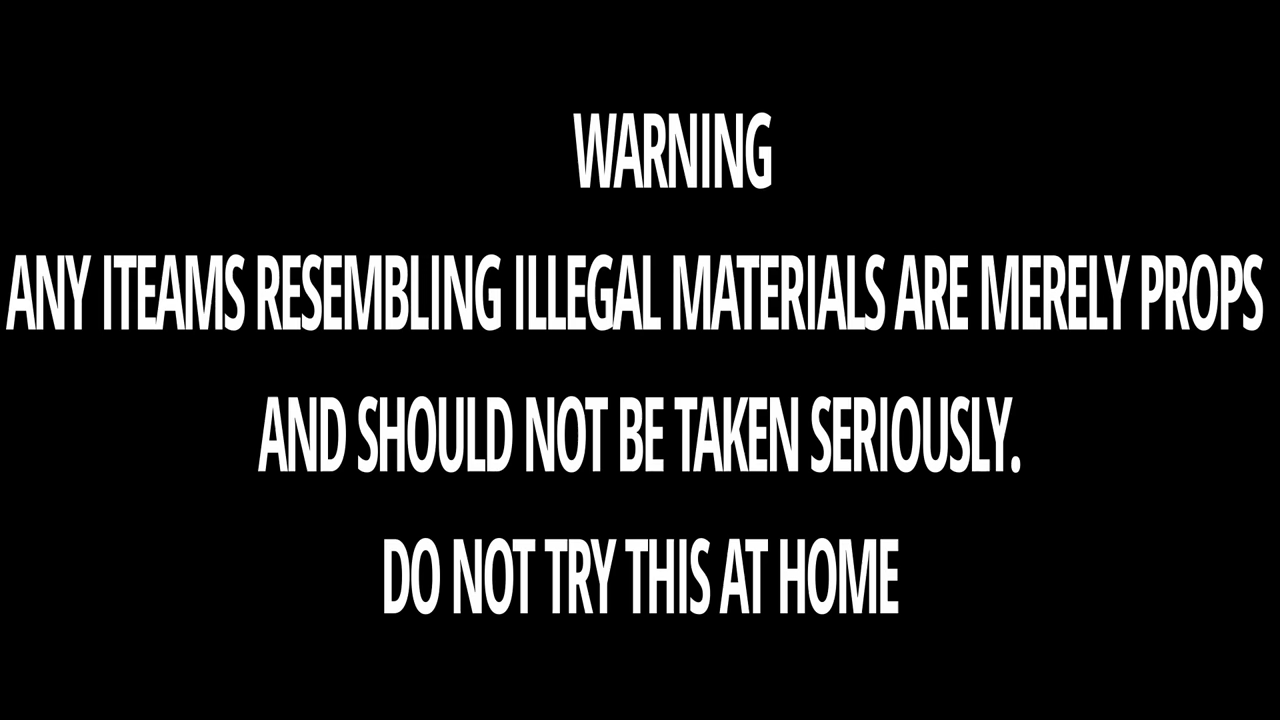 WARNING
ANY ITEAMS RESEMBLING ILLEGAL MATERIALS ARE MERELY PROPS
AND SHOULD NOT BE TAKEN SERIOUSLY.
DO NOT TRY THIS AT HOME